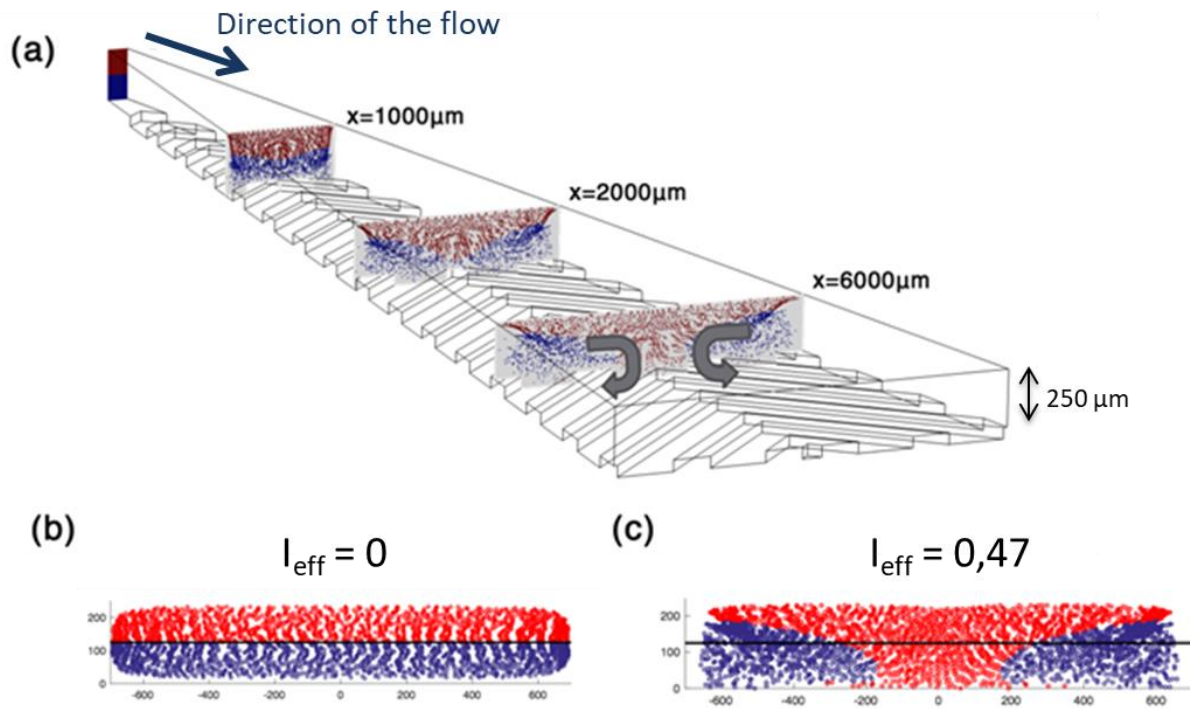 Direction of the flow
(a)
x=1000µm
x=2000µm
x=6000µm
250 µm
(b)
I_eff = 0
200
100
0
-600 -400 -200 0 200 400 600
(c)
I_eff = 0,47
200
100
0
-600 -400 -200 0 200 400 600